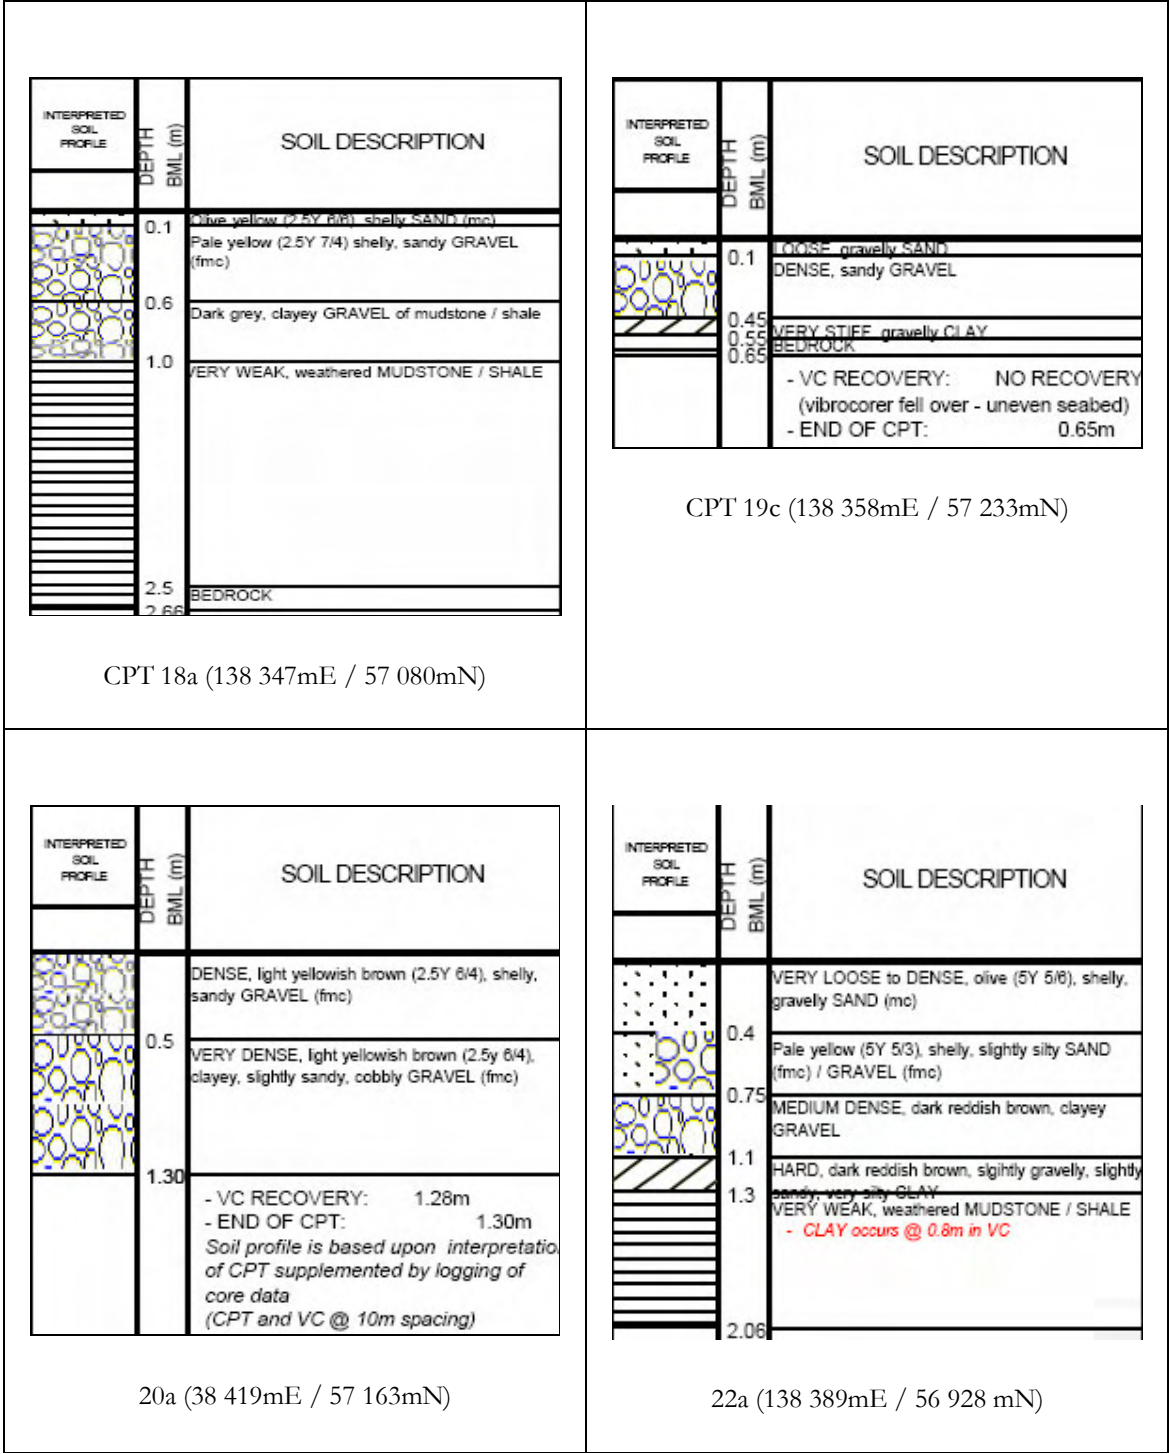 INTERPRETED
SOIL
PROFILE
DEPTH
BML (m)
SOIL DESCRIPTION
0.1
Olive yellow (2.5Y 6/6), shelly SAND (mc)
Pale yellow (2.5Y 7/4) shelly, sandy GRAVEL
(fmc)
0.6
Dark grey, clayey GRAVEL of mudstone / shale
1.0
VERY WEAK, weathered MUDSTONE / SHALE
2.5
BEDROCK
2.66
CPT 18a (138 347mE / 57 080mN)
INTERPRETED
SOIL
PROFILE
DEPTH
BML (m)
SOIL DESCRIPTION
LOOSE, gravelly SAND
0.1
DENSE, sandy GRAVEL
0.45
VERY STIFF, gravelly CLAY
0.55
BEDROCK
0.65
- VC RECOVERY: NO RECOVERY
(vibrocorer fell over - uneven seabed)
- END OF CPT: 0.65m
CPT 19c (138 358mE / 57 233mN)
INTERPRETED
SOIL
PROFILE
DEPTH
BML (m)
SOIL DESCRIPTION
DENSE, light yellowish brown (2.5Y 6/4), shelly,
sandy GRAVEL (fmc)
0.5
VERY DENSE, light yellowish brown (2.5y 6/4),
clayey, slightly sandy, cobbly GRAVEL (fmc)
1.30
- VC RECOVERY: 1.28m
- END OF CPT: 1.30m
Soil profile is based upon interpretatio
of CPT supplemented by logging of
core data
(CPT and VC @ 10m spacing)
20a (38 419mE / 57 163mN)
INTERPRETED
SOIL
PROFILE
DEPTH
BML (m)
SOIL DESCRIPTION
VERY LOOSE to DENSE, olive (5Y 5/6), shelly,
gravelly SAND (mc)
0.4
Pale yellow (5Y 5/3), shelly, slightly silty SAND
(fmc) / GRAVEL (fmc)
0.75
MEDIUM DENSE, dark reddish brown, clayey
GRAVEL
1.1
HARD, dark reddish brown, slgihtly gravelly, slightly
sandy, very silty CLAY
1.3
VERY WEAK, weathered MUDSTONE / SHALE
- CLAY occurs @ 0.8m in VC
2.06
22a (138 389mE / 56 928 mN)